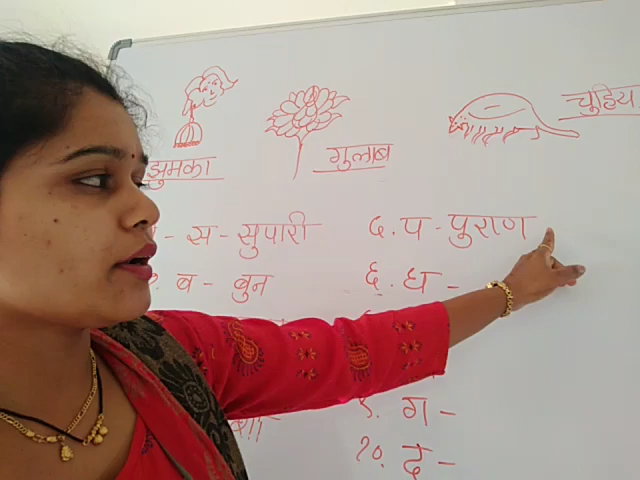 झुमका
गुलाब
चुहिय
- स - सुपारी
५. प - पुराण
. ब - बुन
६. ध -
९. ग -
१०. द -